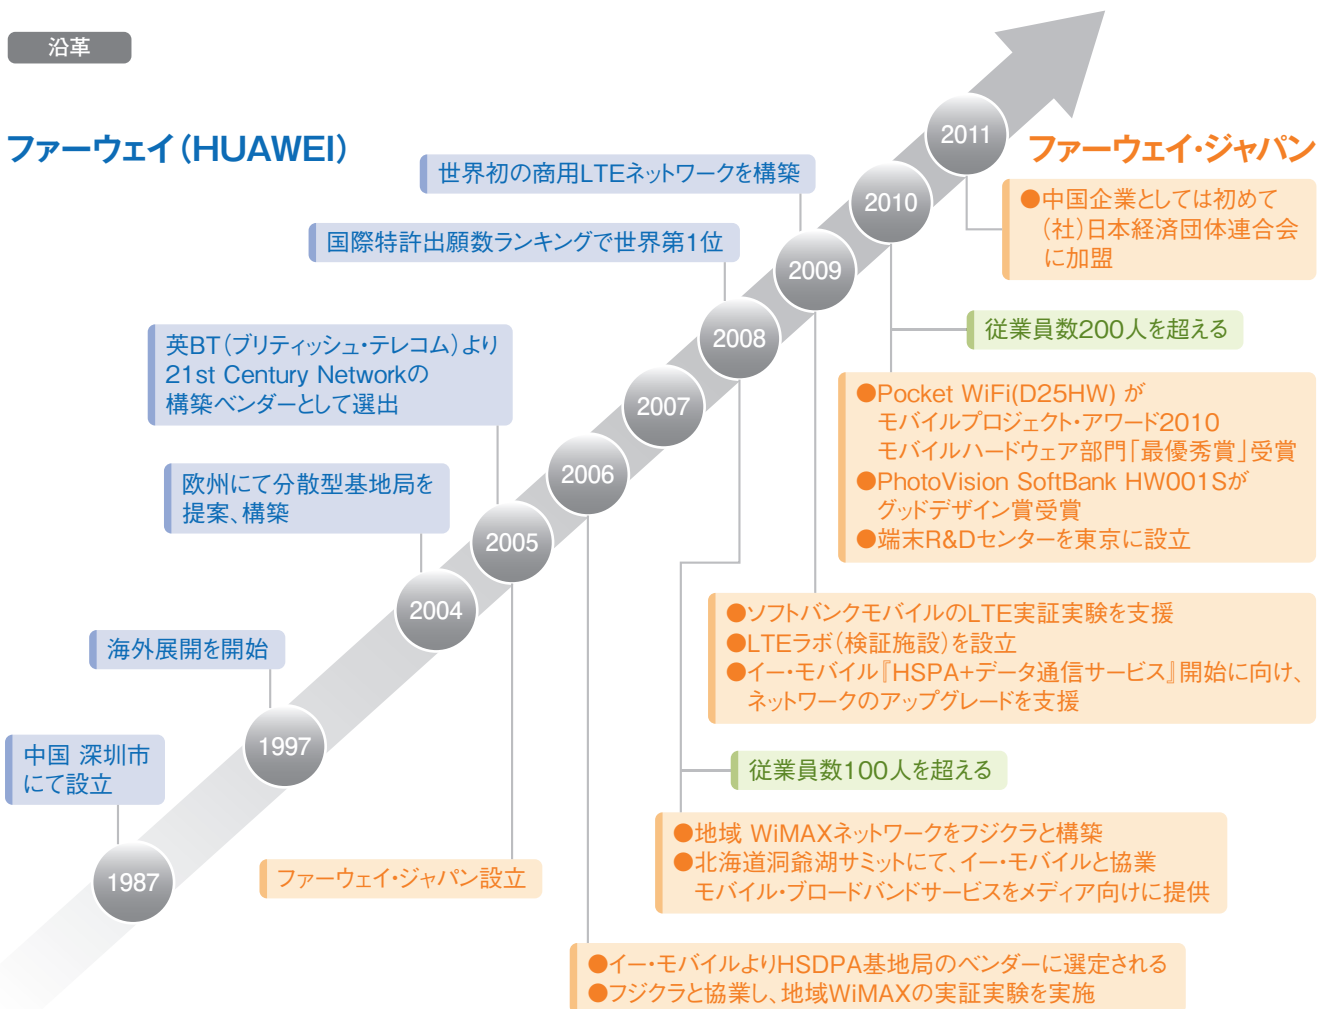 沿革
ファーウェイ(HUAWEI)
ファーウェイ・ジャパン
2011
●中国企業としては初めて
(社)日本経済団体連合会
に加盟
世界初の商用LTEネットワークを構築
2010
国際特許出願数ランキングで世界第1位
2009
従業員数200人を超える
2008
英BT(ブリティッシュ・テレコム)より
21st Century Networkの
構築ベンダーとして選出
●Pocket WiFi(D25HW) が
モバイルプロジェクト・アワード2010
モバイルハードウェア部門「最優秀賞」受賞
●PhotoVision SoftBank HW001Sが
グッドデザイン賞受賞
●端末R&Dセンターを東京に設立
2007
2006
欧州にて分散型基地局を
提案、構築
2005
2004
●ソフトバンクモバイルのLTE実証実験を支援
●LTEラボ(検証施設)を設立
●イー・モバイル『HSPA+データ通信サービス』開始に向け、
ネットワークのアップグレードを支援
海外展開を開始
1997
中国 深圳市
にて設立
従業員数100人を超える
●地域 WiMAXネットワークをフジクラと構築
●北海道洞爺湖サミットにて、イー・モバイルと協業
モバイル・ブロードバンドサービスをメディア向けに提供
1987
ファーウェイ・ジャパン設立
●イー・モバイルよりHSDPA基地局のベンダーに選定される
●フジクラと協業し、地域WiMAXの実証実験を実施